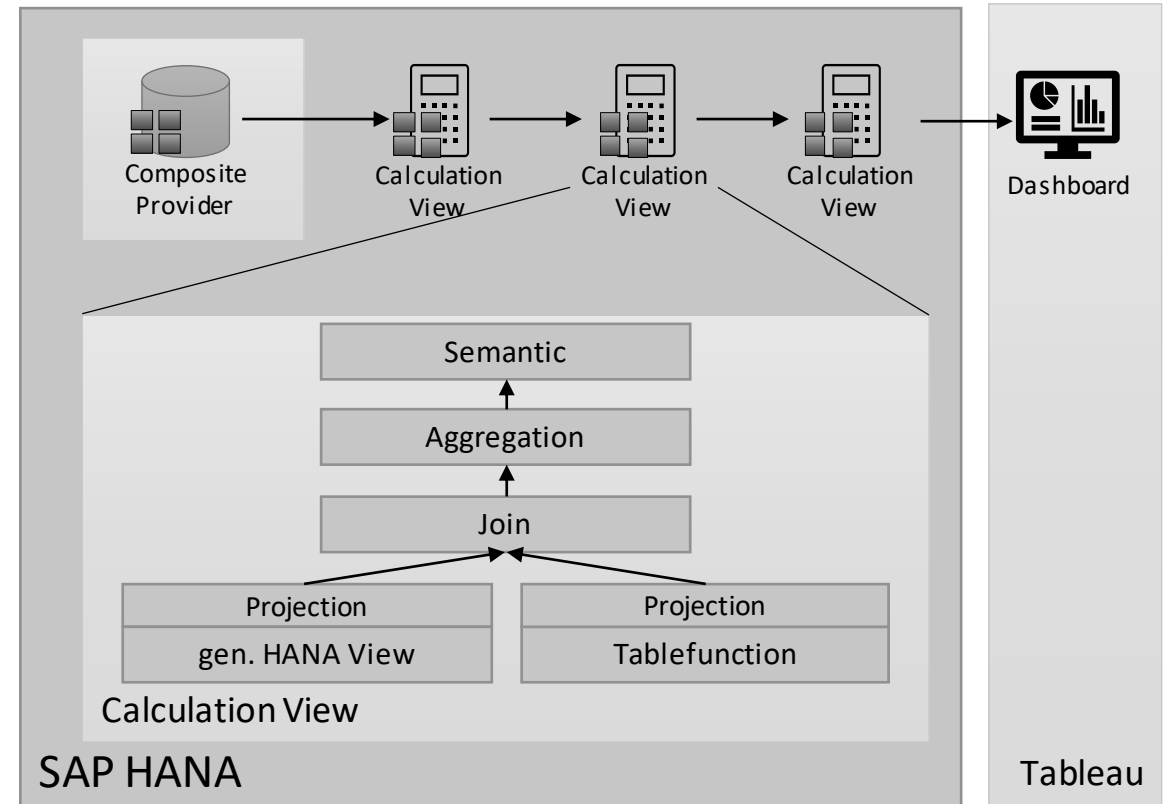 Composite
Provider
Calculation
View
Calculation
View
Calculation
View
Dashboard
Semantic
Aggregation
Join
Projection
Projection
gen. HANA View
Tablefunction
Calculation View
SAP HANA
Tableau